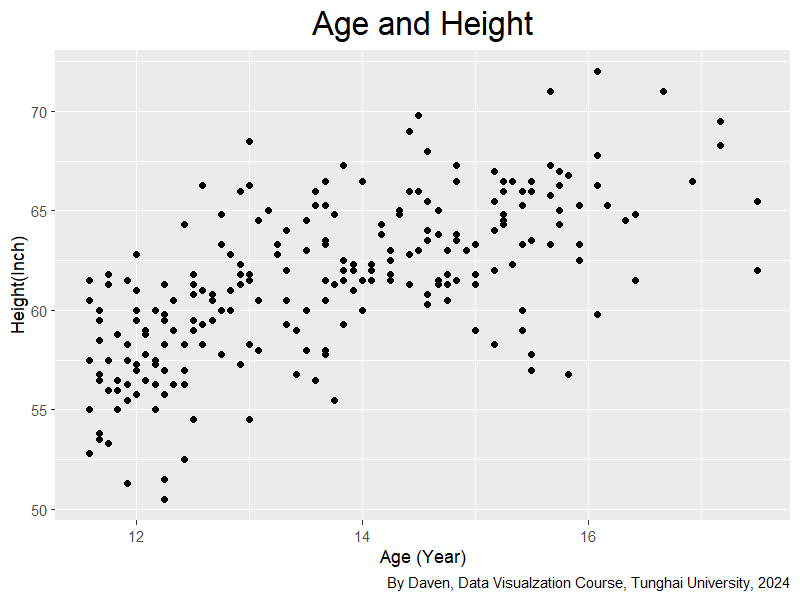 Age and Height
Height(Inch)
70
65
60
55
50
12 14 16
Age (Year)
By Daven, Data Visualzation Course, Tunghai University, 2024